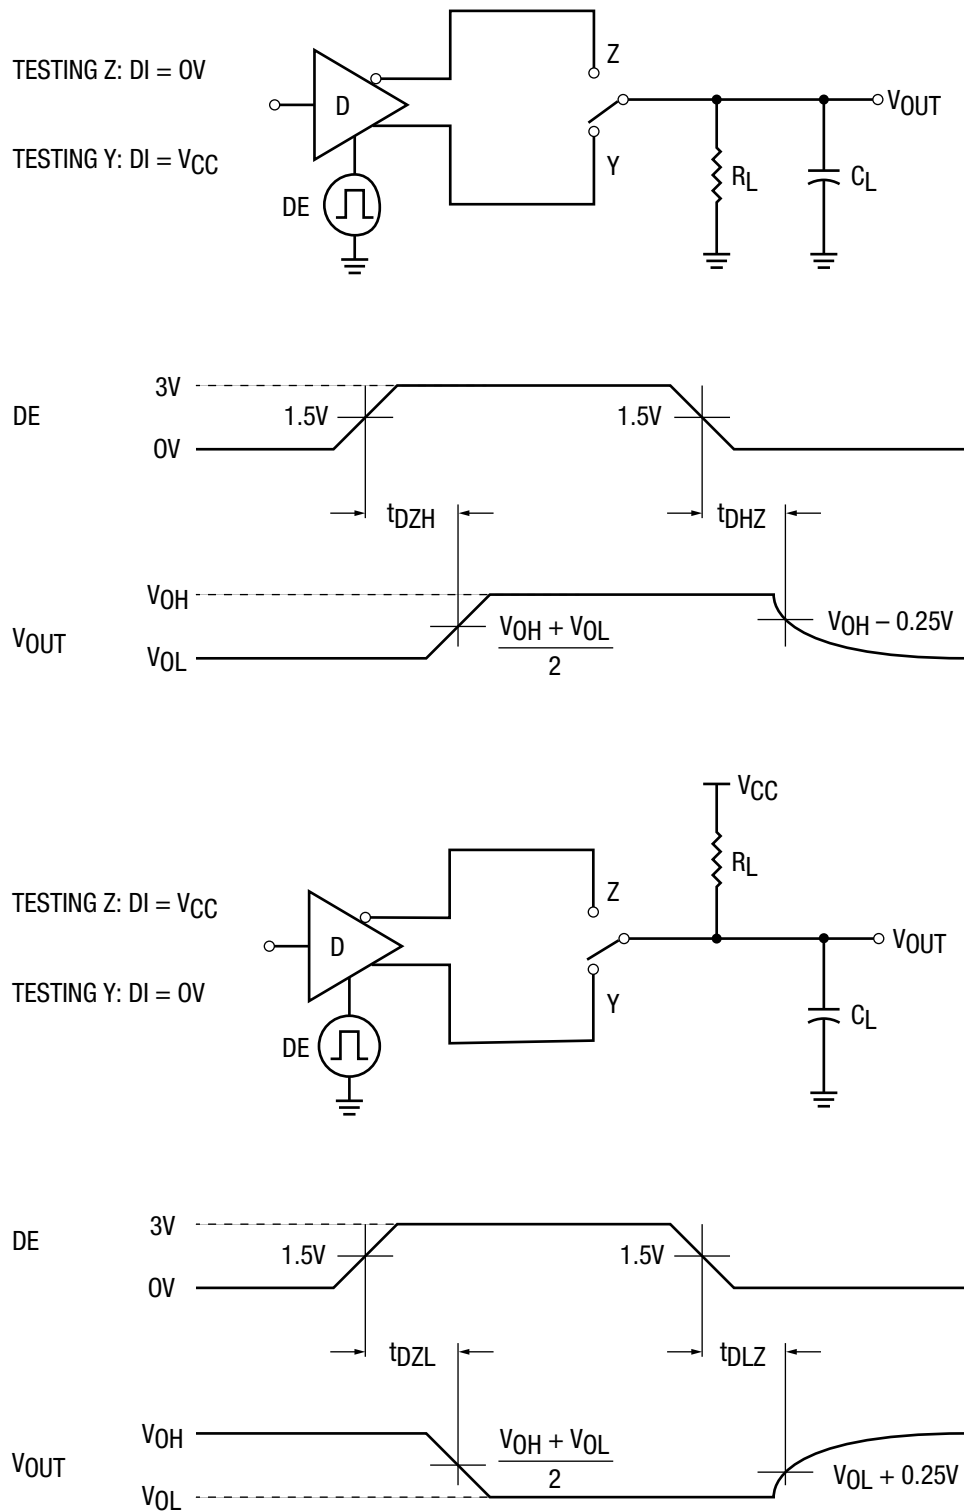 Z
TESTING Z: DI = 0V
D
VOUT
TESTING Y: DI = VCC
Y
RL
CL
DE
3V
DE
1.5V
1.5V
0V
tDZH
tDHZ
VOH
VOUT
VOH + VOL
2
VOH – 0.25V
VOL
VCC
RL
TESTING Z: DI = VCC
Z
D
VOUT
TESTING Y: DI = 0V
Y
CL
DE
3V
DE
1.5V
1.5V
0V
tDZL
tDLZ
VOH
VOUT
VOH + VOL
2
VOL + 0.25V
VOL